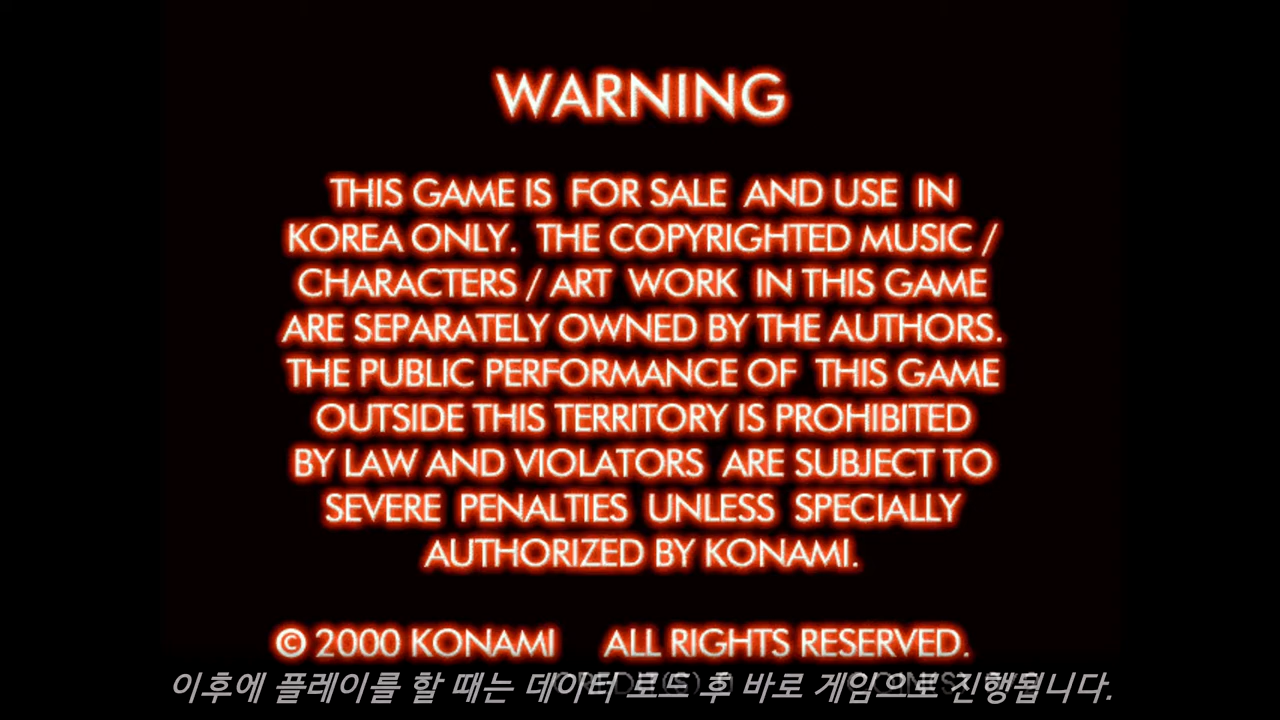 WARNING
THIS GAME IS FOR SALE AND USE IN
KOREA ONLY. THE COPYRIGHTED MUSIC /
CHARACTERS / ART WORK IN THIS GAME
ARE SEPARATELY OWNED BY THE AUTHORS.
THE PUBLIC PERFORMANCE OF THIS GAME
OUTSIDE THIS TERRITORY IS PROHIBITED
BY LAW AND VIOLATORS ARE SUBJECT TO
SEVERE PENALTIES UNLESS SPECIALLY
AUTHORIZED BY KONAMI.
© 2000 KONAMI ALL RIGHTS RESERVED.
이후에 플레이를 할 때는 데이터 로드 후 바로 게임으로 진행됩니다.